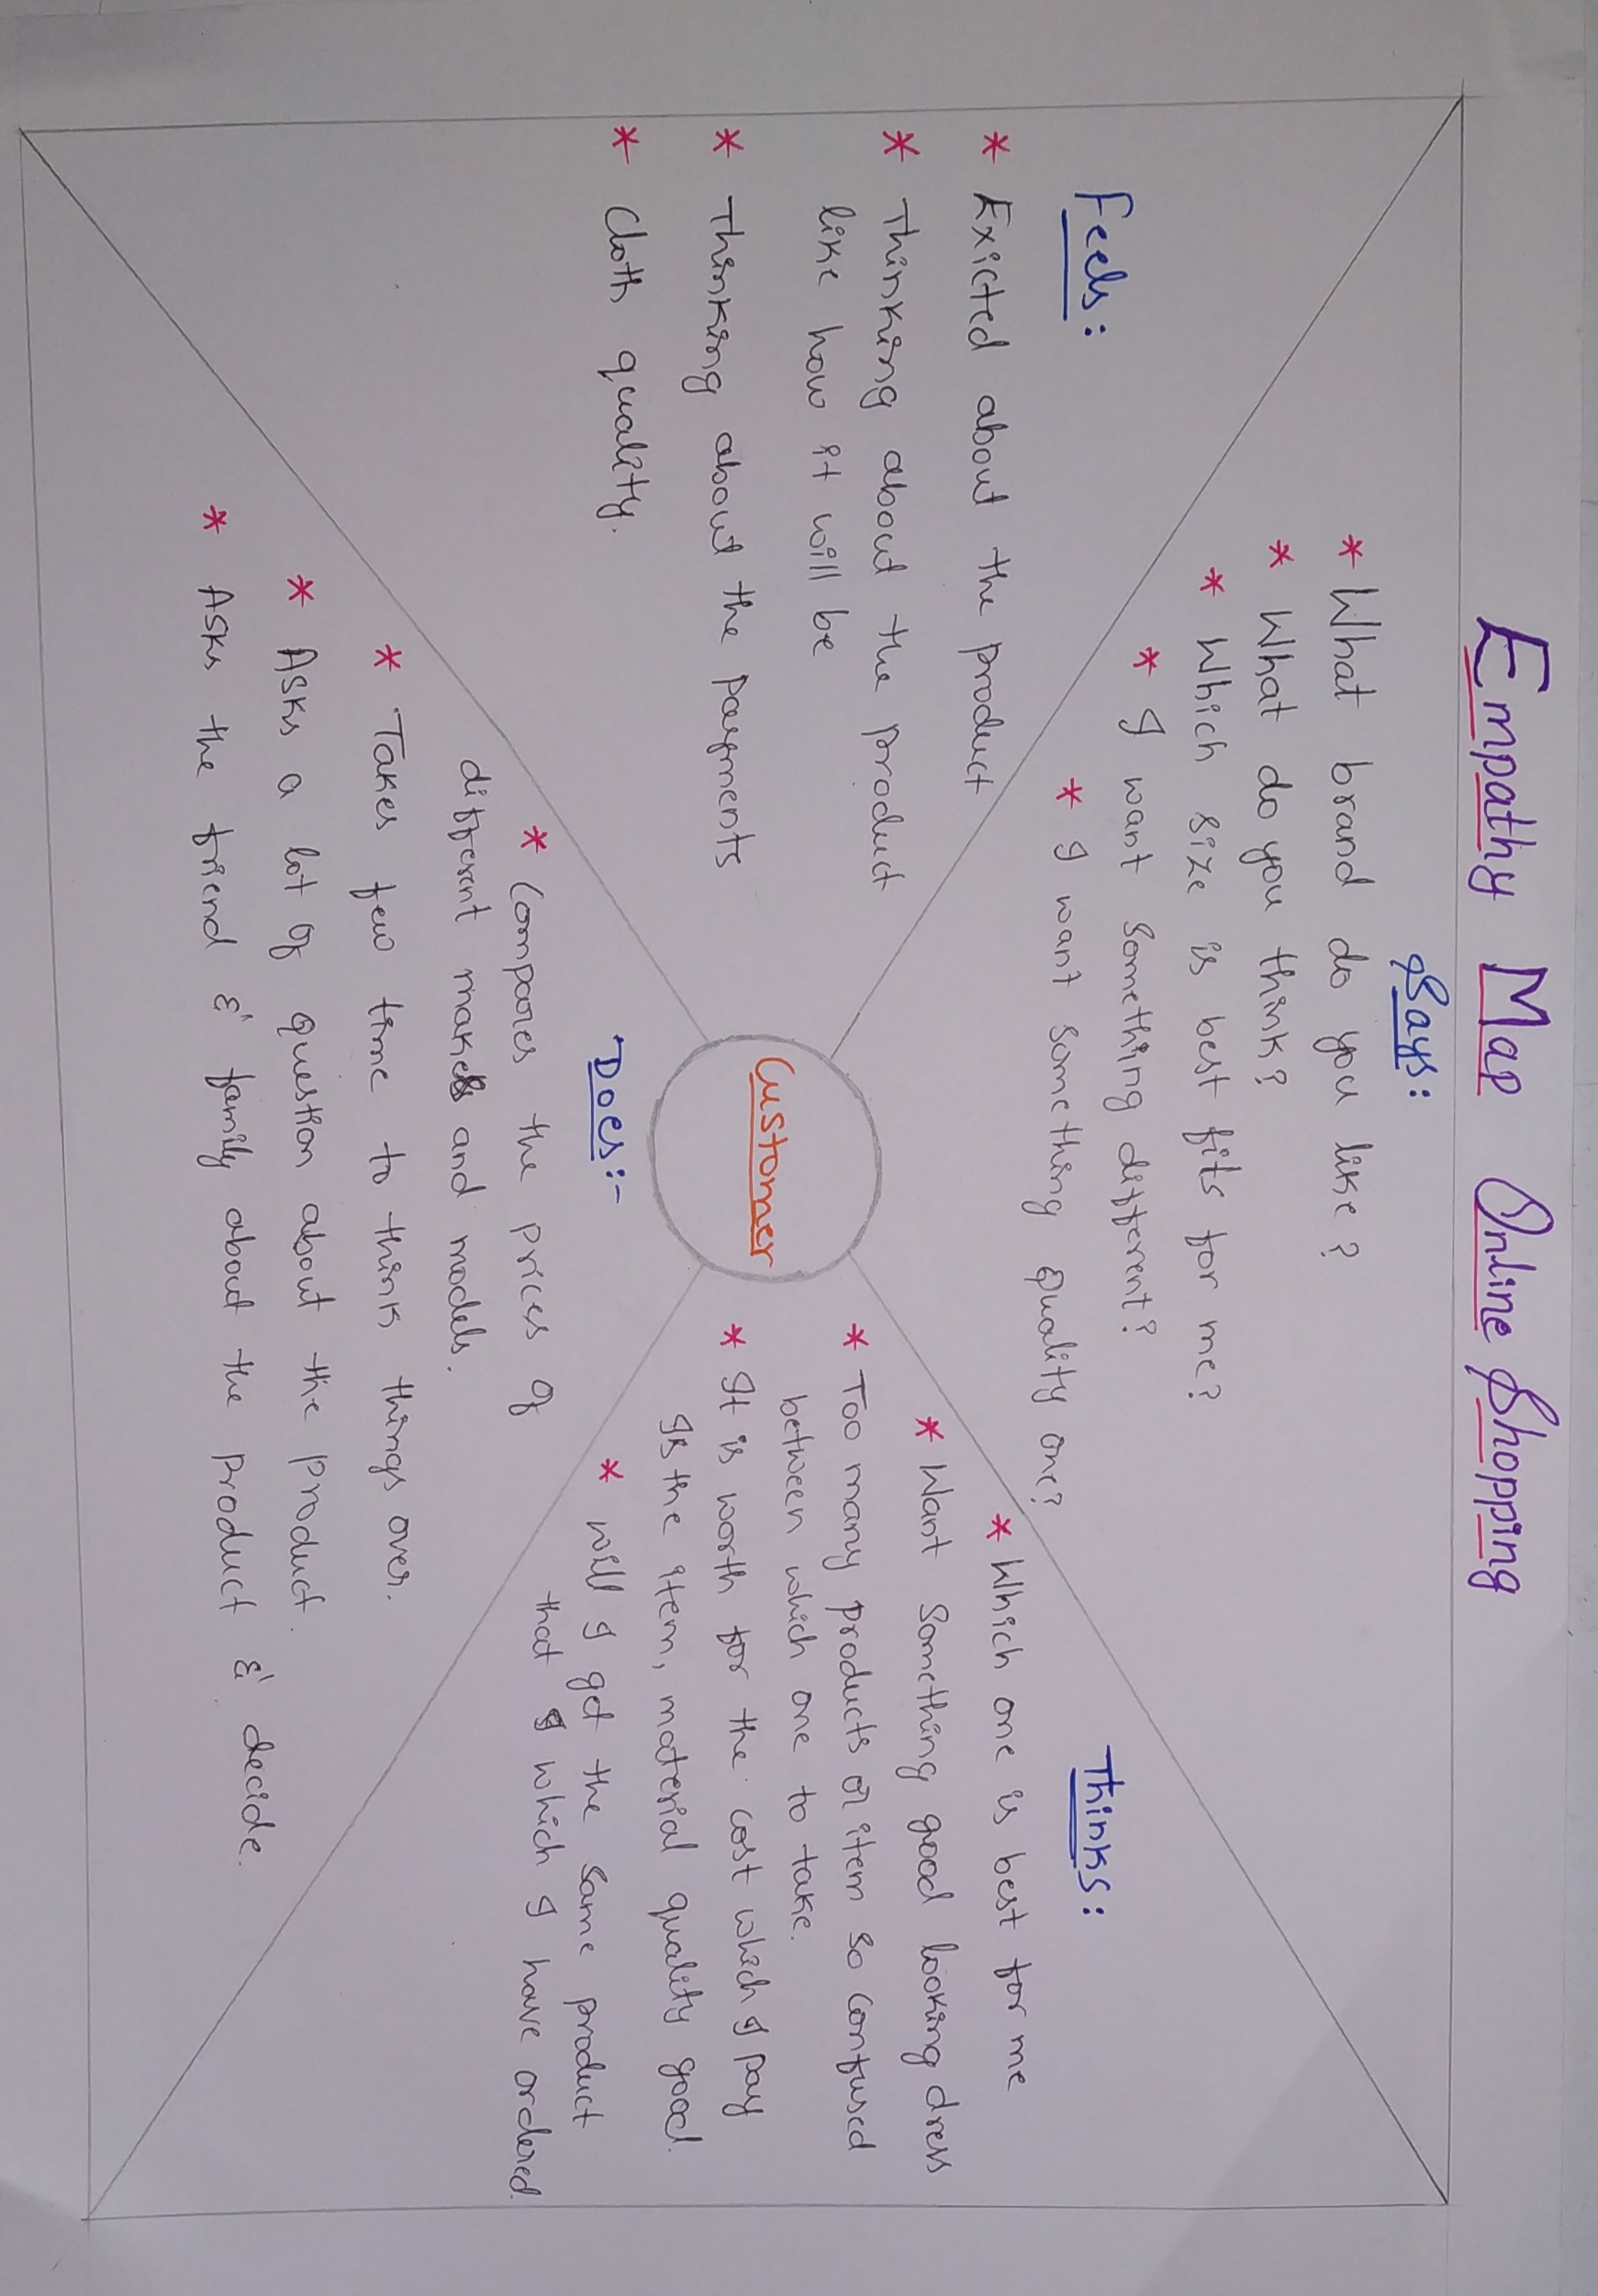 Empathy Map Online Shopping
Says:
* What brand do you like?
* What do you think?
* Which size is best fits for me?
* I want something different?
* I want something quality one?
Feels:
* Exicted about the product
* Thinking about the product
like how it will be
* Thinking about the payments
* Cloth quality.
Customer
Thinks:
* Which one is best for me
* Want something good looking dress
* Too many products or item so confused
between which one to take.
* It is worth for the cost which I pay
Is the item, material quality good.
* will I get the same product
that I which I have ordered.
Does:-
* Compares the prices of
different makes and models.
* Takes few time to think things over.
* Asks a lot of question about the product.
* Asks the friend & family about the product & decide.